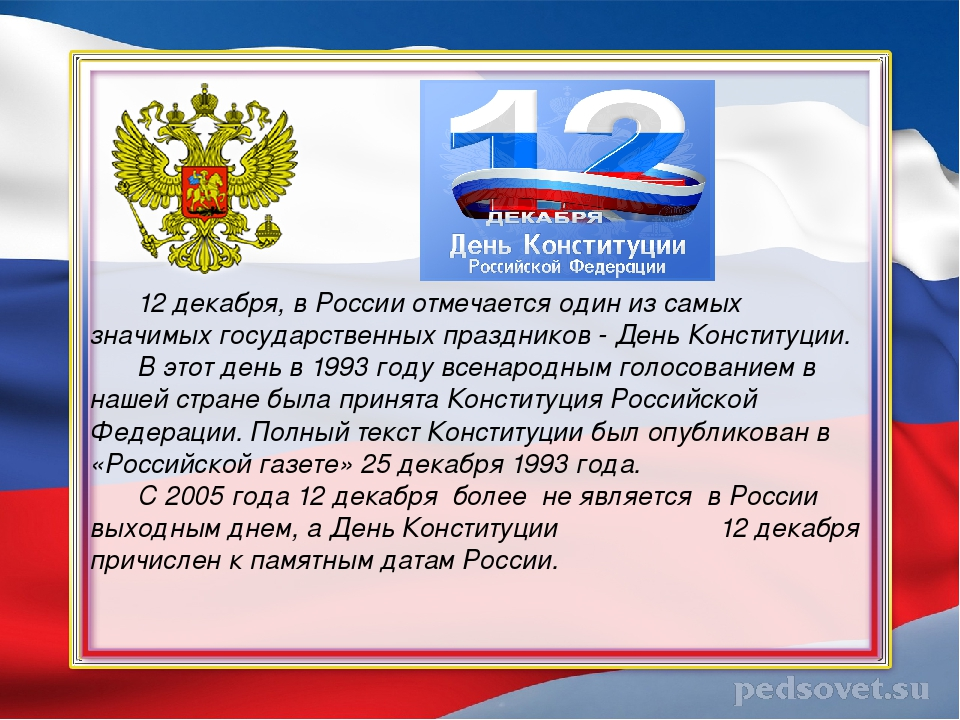 12
ДЕКАБРЯ
День Конституции
Российской Федерации
12 декабря, в России отмечается один из самых
значимых государственных праздников - День Конституции.
В этот день в 1993 году всенародным голосованием в
нашей стране была принята Конституция Российской
Федерации. Полный текст Конституции был опубликован в
«Российской газете» 25 декабря 1993 года.
С 2005 года 12 декабря более не является в России
выходным днем, а День Конституции 12 декабря
причислен к памятным датам России.
pedsovet.su